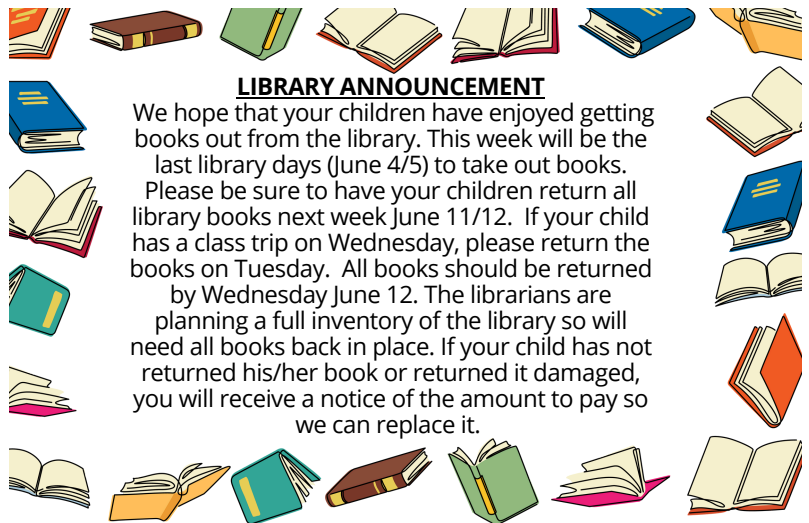 LIBRARY ANNOUNCEMENT
We hope that your children have enjoyed getting
books out from the library. This week will be the
last library days (June 4/5) to take out books.
Please be sure to have your children return all
library books next week June 11/12.  If your child
has a class trip on Wednesday, please return the
books on Tuesday.  All books should be returned
by Wednesday June 12. The librarians are
planning a full inventory of the library so will
need all books back in place. If your child has not
returned his/her book or returned it damaged,
you will receive a notice of the amount to pay so
we can replace it.